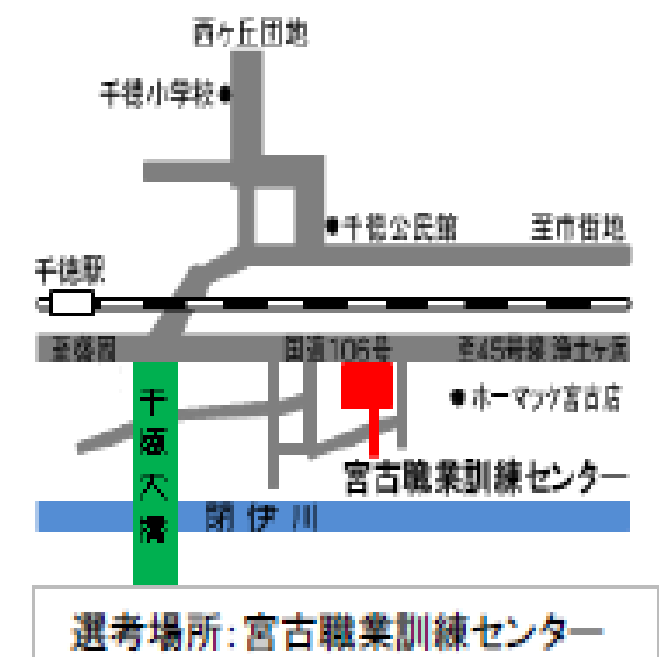 西ケ丘団地
千徳小学校
千徳公民館
至市街地
千徳駅
至盛岡
国道106号
至45号線 浄土ヶ浜
千徳大橋
ホーマック宮古店
宮古職業訓練センター
閉伊川
選考場所:宮古職業訓練センター